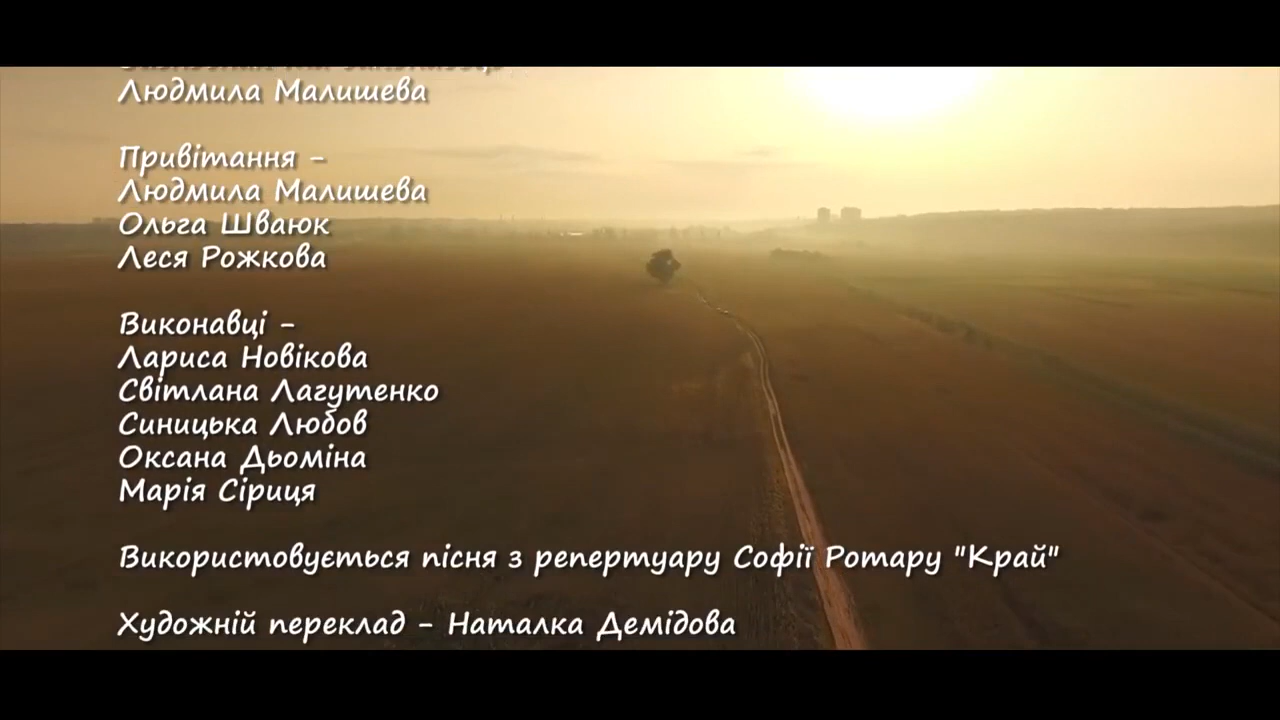 Людмила Малишева
Привітання -
Людмила Малишева
Ольга Шваюк
Леся Рожкова
Виконавці -
Лариса Новікова
Світлана Лагутенко
Синицька Любов
Оксана Дьоміна
Марія Сіриця
Використовується пісня з репертуару Софії Ротару "Край"
Художній переклад - Наталка Демідова